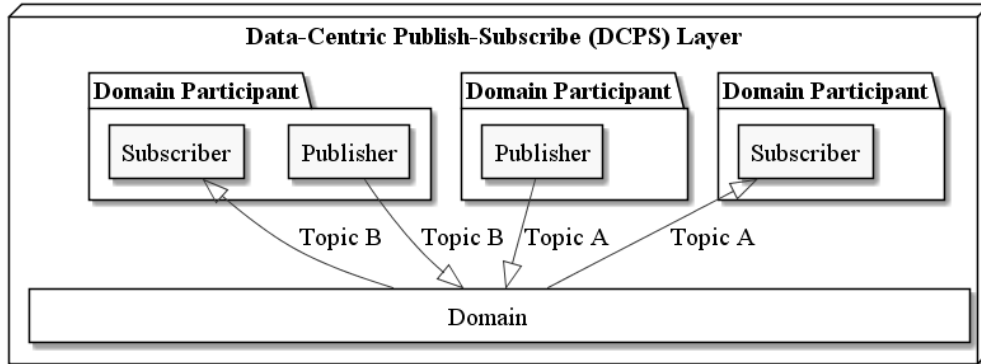 Data-Centric Publish-Subscribe (DCPS) Layer
Domain Participant Domain Participant Domain Participant
Subscriber Publisher Publisher Subscriber
Topic B Topic B Topic A Topic A
Domain